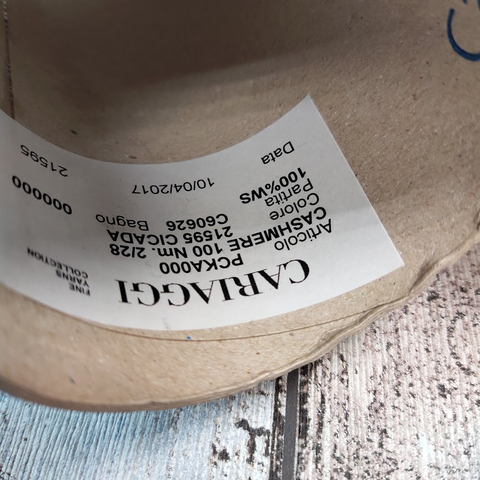 CARIAGGI
FINE
YARNS
COLLECTION
Articolo PCKA000
CASHMERE 100 Nm. 2/28
Colore 21595 CICADA
Partita C60626 Bagno 000000
100%WS
Data 10/04/2017 21595